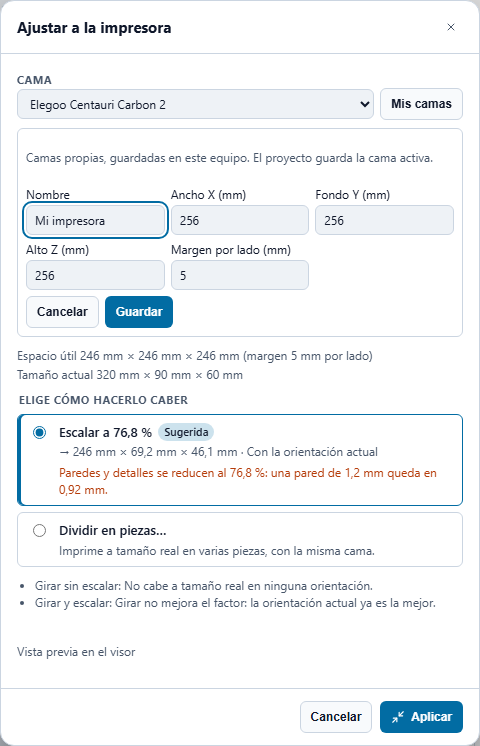 Ajustar a la impresora
×
CAMA
Elegoo Centauri Carbon 2
Mis camas
Camas propias, guardadas en este equipo. El proyecto guarda la cama activa.
Nombre Ancho X (mm) Fondo Y (mm)
Mi impresora 256 256
Alto Z (mm) Margen por lado (mm)
256 5
Cancelar Guardar
Espacio útil 246 mm × 246 mm × 246 mm (margen 5 mm por lado)
Tamaño actual 320 mm × 90 mm × 60 mm
ELIGE CÓMO HACERLO CABER
Escalar a 76,8 % Sugerida
→ 246 mm × 69,2 mm × 46,1 mm · Con la orientación actual
Paredes y detalles se reducen al 76,8 %: una pared de 1,2 mm queda en
0,92 mm.
Dividir en piezas...
Imprime a tamaño real en varias piezas, con la misma cama.
• Girar sin escalar: No cabe a tamaño real en ninguna orientación.
• Girar y escalar: Girar no mejora el factor: la orientación actual ya es la mejor.
Vista previa en el visor
Cancelar Aplicar